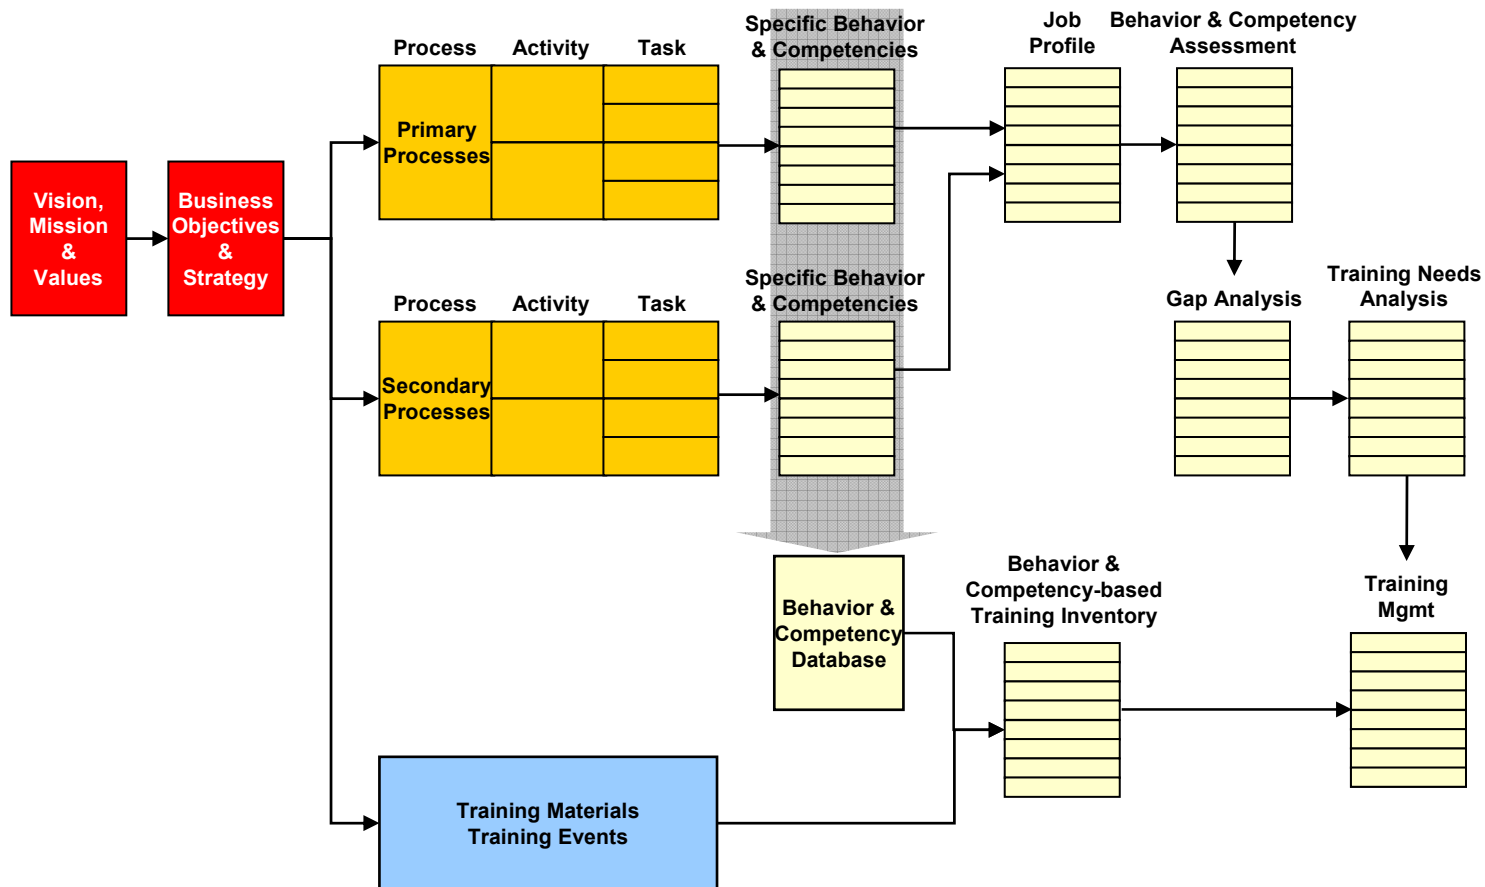 Specific Behavior
& Competencies
Job
Profile
Behavior & Competency
Assessment
Process
Activity
Task
Primary
Processes
Vision,
Mission
&
Values
Business
Objectives
&
Strategy
Specific Behavior
& Competencies
Process
Activity
Task
Secondary
Processes
Gap Analysis
Training Needs
Analysis
Behavior &
Competency
Database
Behavior &
Competency-based
Training Inventory
Training
Mgmt
Training Materials
Training Events